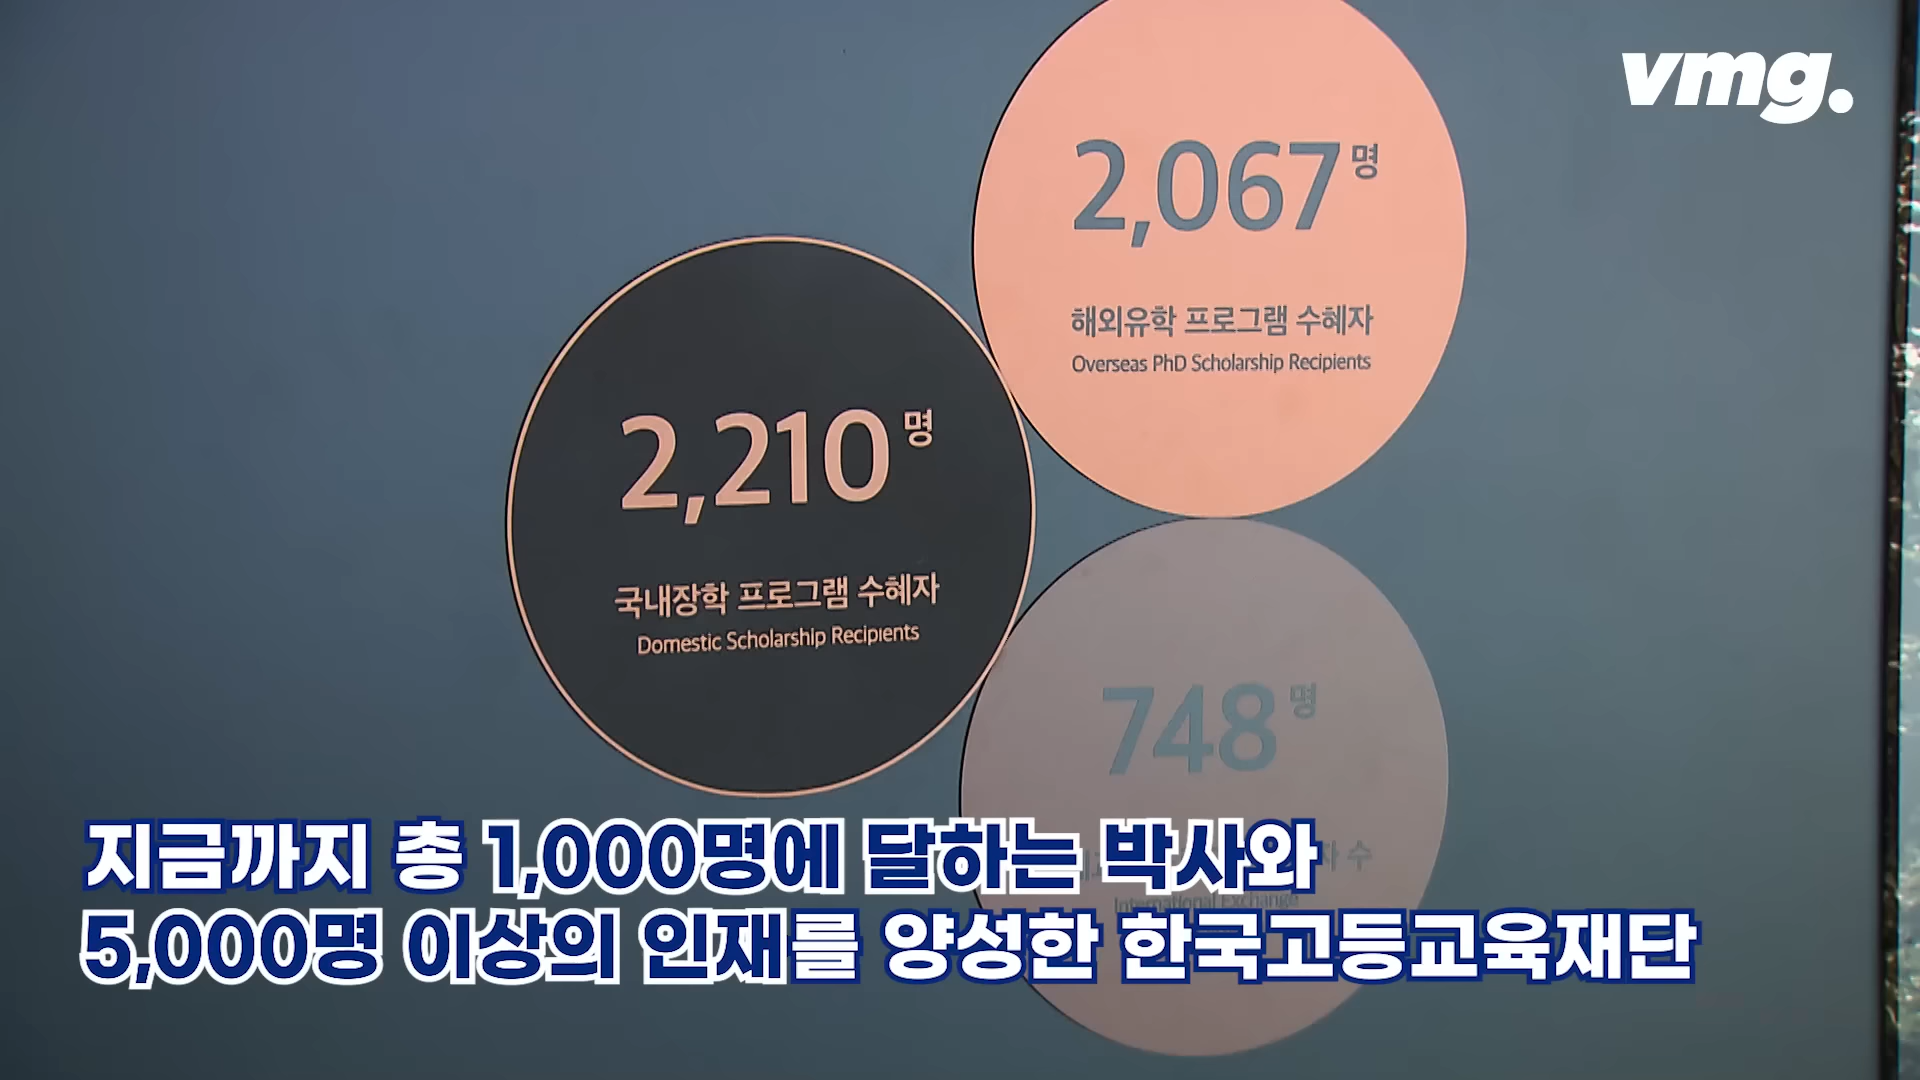 vmg.
2,067명
해외유학 프로그램 수혜자
Overseas PhD Scholarship Recipients
2,210명
국내장학 프로그램 수혜자
Domestic Scholarship Recipients
748명
자 수
International Exchange
지금까지 총 1,000명에 달하는 박사와
5,000명 이상의 인재를 양성한 한국고등교육재단